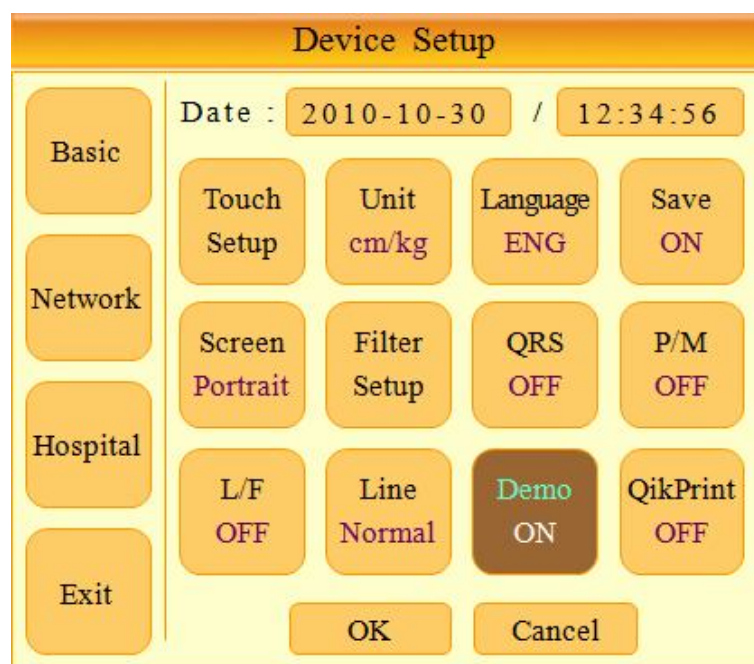 Device Setup
Date : 2010-10-30 / 12:34:56
Basic
Network
Hospital
Exit
Touch
Setup
Unit
cm/kg
Language
ENG
Save
ON
Screen
Portrait
Filter
Setup
QRS
OFF
P/M
OFF
L/F
OFF
Line
Normal
Demo
ON
QikPrint
OFF
OK
Cancel